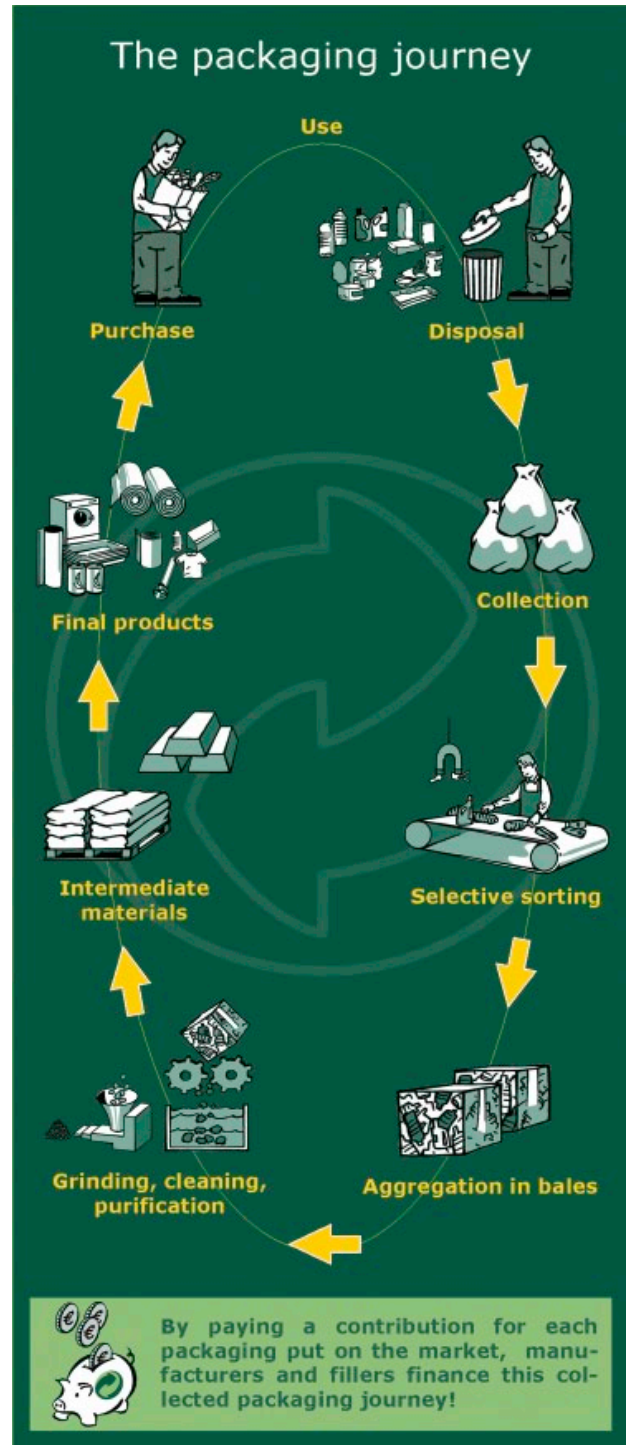 The packaging journey
Use
Purchase
Disposal
Final products
Collection
Intermediate
materials
Selective sorting
Grinding, cleaning,
purification
Aggregation in bales
By paying a contribution for each
packaging put on the market, manu-
facturers and fillers finance this col-
lected packaging journey!